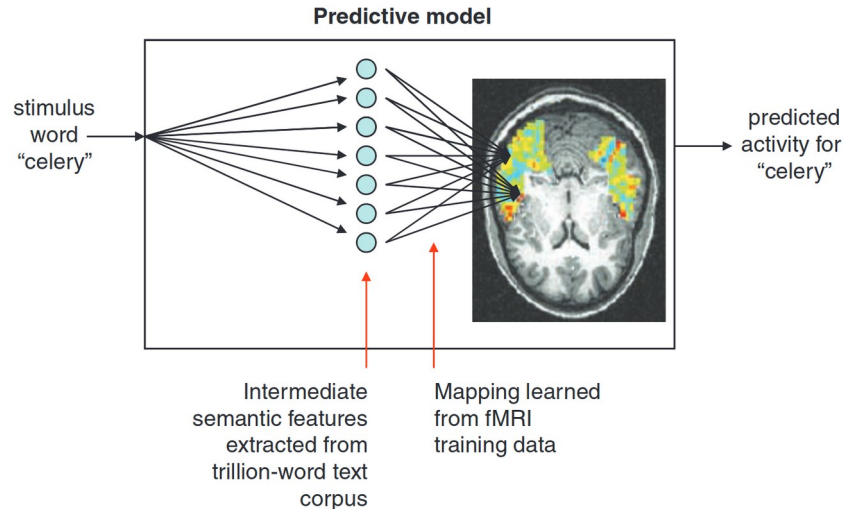 Predictive model
stimulus
word
“celery”
predicted
activity for
“celery”
Intermediate
semantic features
extracted from
trillion-word text
corpus
Mapping learned
from fMRI
training data